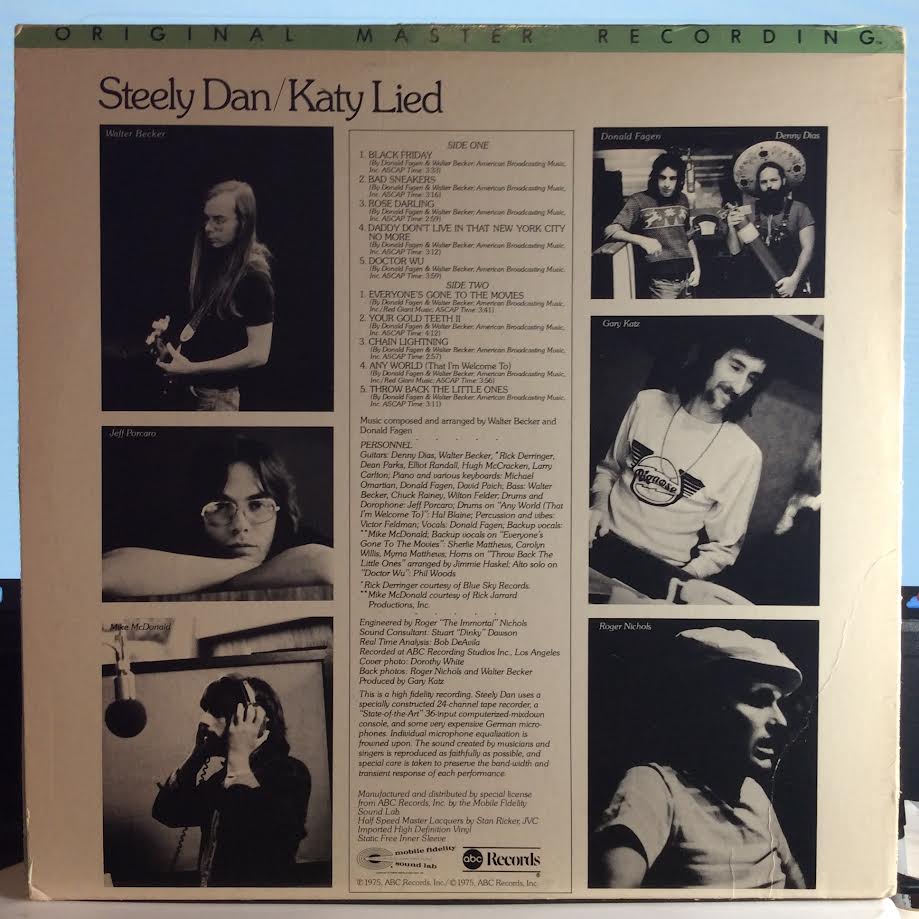 ORIGINAL MASTER RECORDING™
Steely Dan/Katy Lied
Walter Becker
Jeff Porcaro
Mike McDonald
SIDE ONE
1. BLACK FRIDAY
(By Donald Fagen & Walter Becker; American Broadcasting Music,
Inc. ASCAP Time: 3:33)
2. BAD SNEAKERS
(By Donald Fagen & Walter Becker; American Broadcasting Music,
Inc. ASCAP Time: 3:16)
3. ROSE DARLING
(By Donald Fagen & Walter Becker; American Broadcasting Music,
Inc. ASCAP Time: 2:59)
4. DADDY DON'T LIVE IN THAT NEW YORK CITY
NO MORE
(By Donald Fagen & Walter Becker; American Broadcasting Music,
Inc. ASCAP Time: 3:12)
5. DOCTOR WU
(By Donald Fagen & Walter Becker; American Broadcasting Music,
Inc. ASCAP Time: 3:59)
SIDE TWO
1. EVERYONE'S GONE TO THE MOVIES
(By Donald Fagen & Walter Becker; American Broadcasting Music,
Inc./Red Giant Music; ASCAP Time: 3:41)
2. YOUR GOLD TEETH II
(By Donald Fagen & Walter Becker; American Broadcasting Music,
Inc. ASCAP Time: 4:12)
3. CHAIN LIGHTNING
(By Donald Fagen & Walter Becker; American Broadcasting Music,
Inc. ASCAP Time: 2:57)
4. ANY WORLD (That I'm Welcome To)
(By Donald Fagen & Walter Becker; American Broadcasting Music,
Inc./Red Giant Music; ASCAP Time: 3:56)
5. THROW BACK THE LITTLE ONES
(By Donald Fagen & Walter Becker; American Broadcasting Music,
Inc. ASCAP Time: 3:11)
Music composed and arranged by Walter Becker and
Donald Fagen
PERSONNEL
Guitars: Denny Dias, Walter Becker, *Rick Derringer,
Dean Parks, Elliot Randall, Hugh McCracken, Larry
Carlton; Piano and various keyboards: Michael
Omartian, Donald Fagen, David Paich; Bass: Walter
Becker, Chuck Rainey, Wilton Felder; Drums and
Dorophone: Jeff Porcaro; Drums on "Any World (That
I'm Welcome To)": Hal Blaine; Percussion and vibes:
Victor Feldman; Vocals: Donald Fagen; Backup vocals:
**Mike McDonald; Backup vocals on "Everyone's
Gone To The Movies": Sherlie Matthews, Carolyn
Willis, Myrna Matthews; Horns on "Throw Back The
Little Ones" arranged by Jimmie Haskel; Alto solo on
"Doctor Wu": Phil Woods
*Rick Derringer courtesy of Blue Sky Records.
**Mike McDonald courtesy of Rick Jarrard
Productions, Inc.
Engineered by Roger "The Immortal" Nichols
Sound Consultant: Stuart "Dinky" Dawson
Real Time Analysis: Bob DeAvila
Recorded at ABC Recording Studios Inc., Los Angeles
Cover photo: Dorothy White
Back photos: Roger Nichols and Walter Becker
Produced by Gary Katz
This is a high fidelity recording. Steely Dan uses a
specially constructed 24-channel tape recorder, a
"State-of-the-Art" 36-input computerized-mixdown
console, and some very expensive German micro-
phones. Individual microphone equalization is
frowned upon. The sound created by musicians and
singers is reproduced as faithfully as possible, and
special care is taken to preserve the band-width and
transient response of each performance.
Manufactured and distributed by special license
from ABC Records, Inc. by the Mobile Fidelity
Sound Lab.
Half Speed Master Lacquers by Stan Ricker, JVC
Imported High Definition Vinyl
Static Free Inner Sleeve
mobile fidelity
sound lab
abc Records
℗ 1975, ABC Records, Inc./© 1975, ABC Records, Inc.
Donald Fagen
Denny Dias
Gary Katz
Roger Nichols